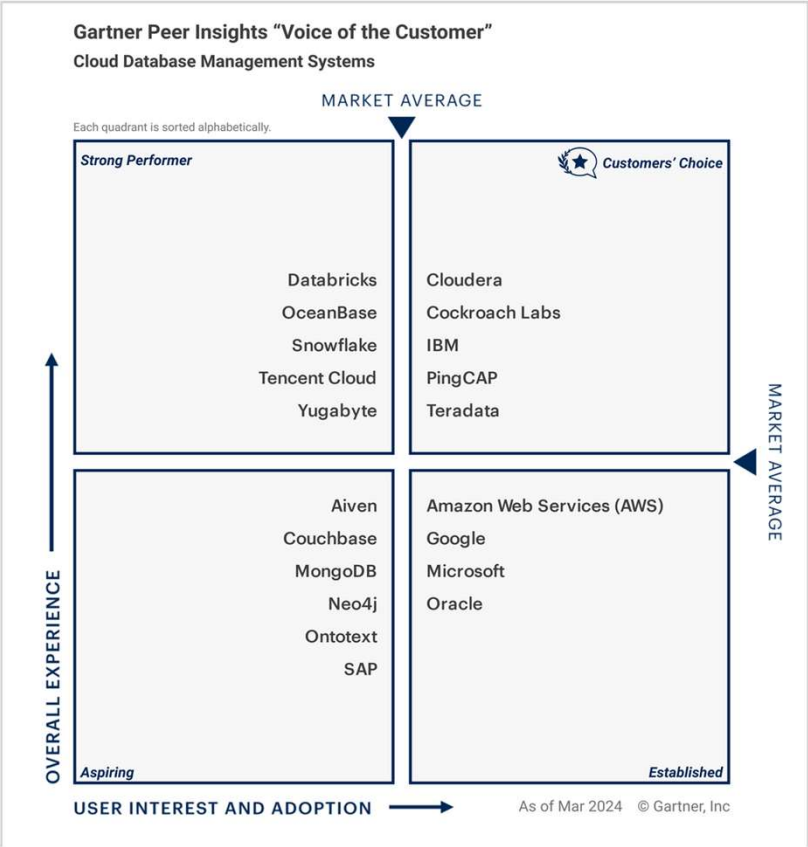 Gartner Peer Insights “Voice of the Customer”
Cloud Database Management Systems
MARKET AVERAGE
Each quadrant is sorted alphabetically.
Strong Performer
Databricks
OceanBase
Snowflake
Tencent Cloud
Yugabyte
Customers’ Choice
Cloudera
Cockroach Labs
IBM
PingCAP
Teradata
MARKET AVERAGE
Aiven
Couchbase
MongoDB
Neo4j
Ontotext
SAP
Aspiring
Amazon Web Services (AWS)
Google
Microsoft
Oracle
Established
OVERALL EXPERIENCE
USER INTEREST AND ADOPTION
As of Mar 2024 © Gartner, Inc